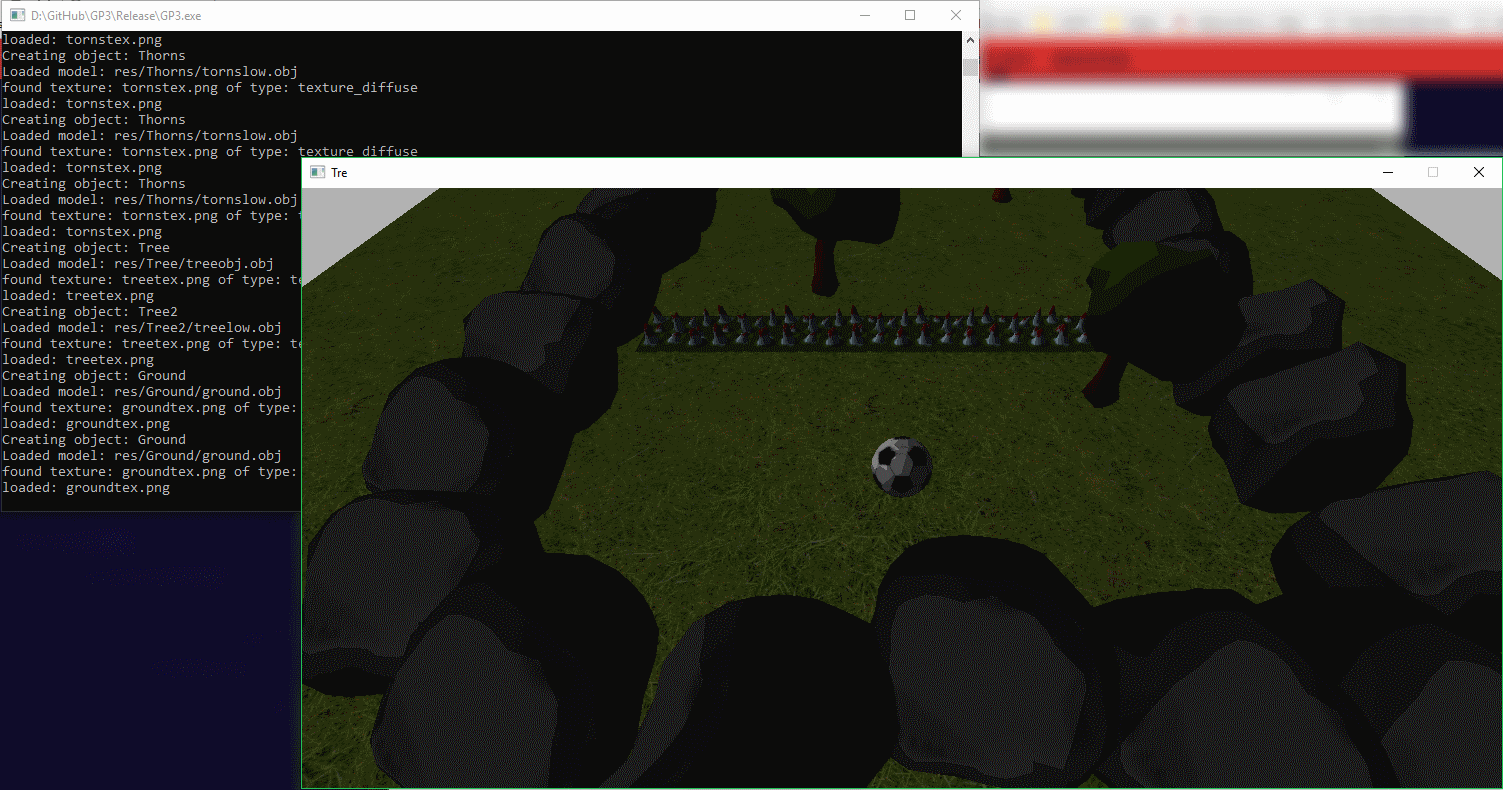 D:\GitHub\GP3\Release\GP3.exe
loaded: tornstex.png
Creating object: Thorns
Loaded model: res/Thorns/tornslow.obj
found texture: tornstex.png of type: texture_diffuse
loaded: tornstex.png
Creating object: Thorns
Loaded model: res/Thorns/tornslow.obj
found texture: tornstex.png of type: texture_diffuse
loaded: tornstex.png
Creating object: Thorns
Loaded model: res/Thorns/tornslow.obj
found texture: tornstex.png of type: t
loaded: tornstex.png
Creating object: Tree
Loaded model: res/Tree/treeobj.obj
found texture: treetex.png of type: te
loaded: treetex.png
Creating object: Tree2
Loaded model: res/Tree2/treelow.obj
found texture: treetex.png of type: te
loaded: treetex.png
Creating object: Ground
Loaded model: res/Ground/ground.obj
found texture: groundtex.png of type:
loaded: groundtex.png
Creating object: Ground
Loaded model: res/Ground/ground.obj
found texture: groundtex.png of type:
loaded: groundtex.png
Tre